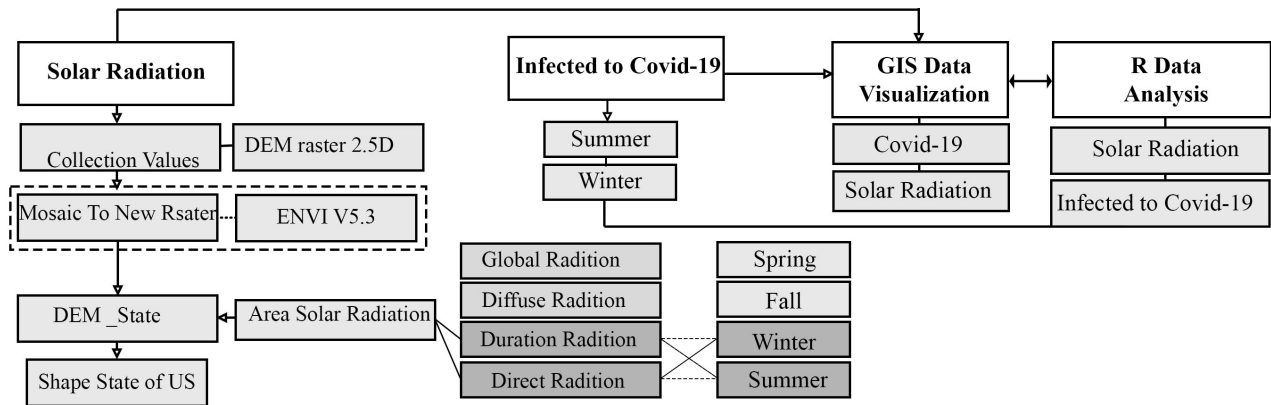 Solar Radiation
Collection Values
DEM raster 2.5D
Mosaic To New Rsater
ENVI V5.3
DEM _State
Area Solar Radiation
Shape State of US
Infected to Covid-19
Summer
Winter
GIS Data
Visualization
Covid-19
Solar Radiation
R Data
Analysis
Solar Radiation
Infected to Covid-19
Global Radition
Diffuse Radition
Duration Radition
Direct Radition
Spring
Fall
Winter
Summer